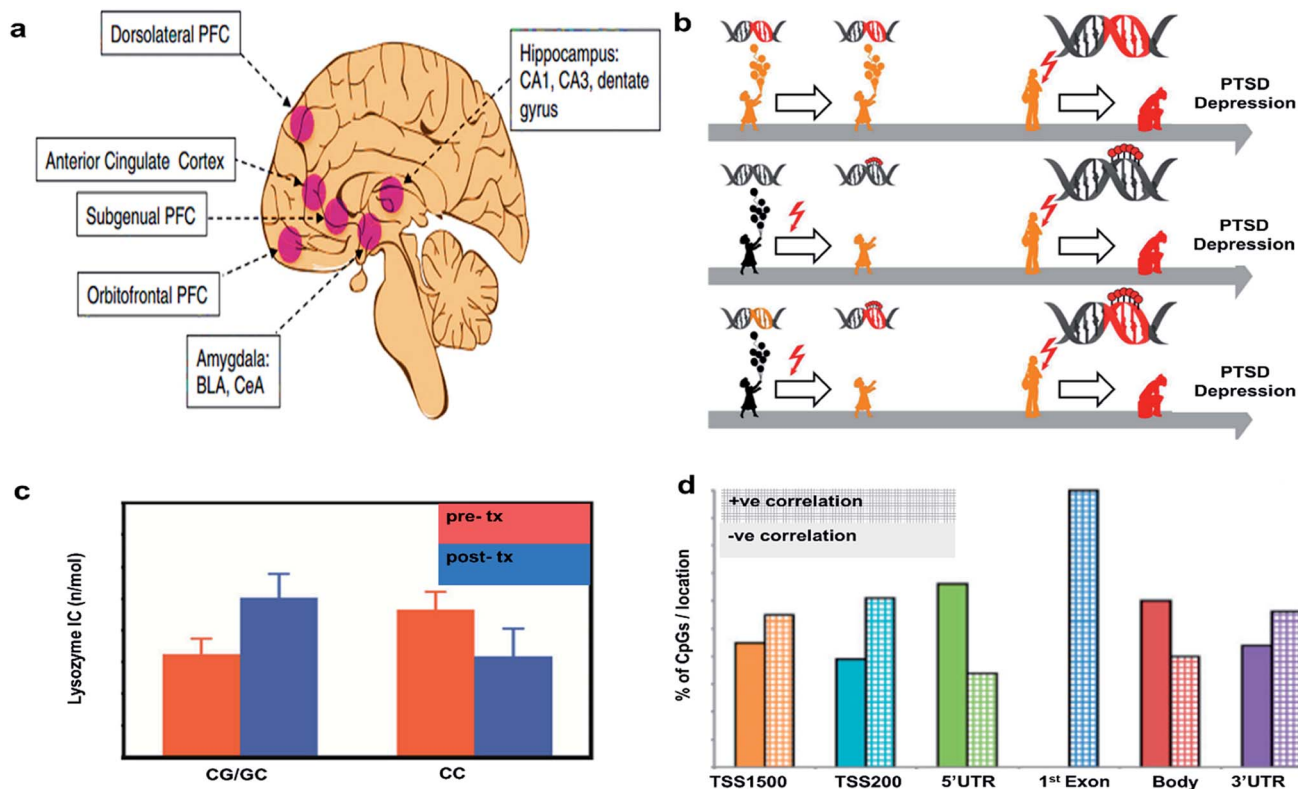 a
Dorsolateral PFC
Anterior Cingulate Cortex
Subgenual PFC
Orbitofrontal PFC
Hippocampus:
CA1, CA3, dentate
gyrus
Amygdala:
BLA, CeA
b
PTSD
Depression
PTSD
Depression
PTSD
Depression
c
pre- tx
post- tx
Lysozyme IC (n/mol)
CG/GC
CC
d
+ve correlation
-ve correlation
% of CpGs / location
TSS1500
TSS200
5'UTR
1st Exon
Body
3'UTR